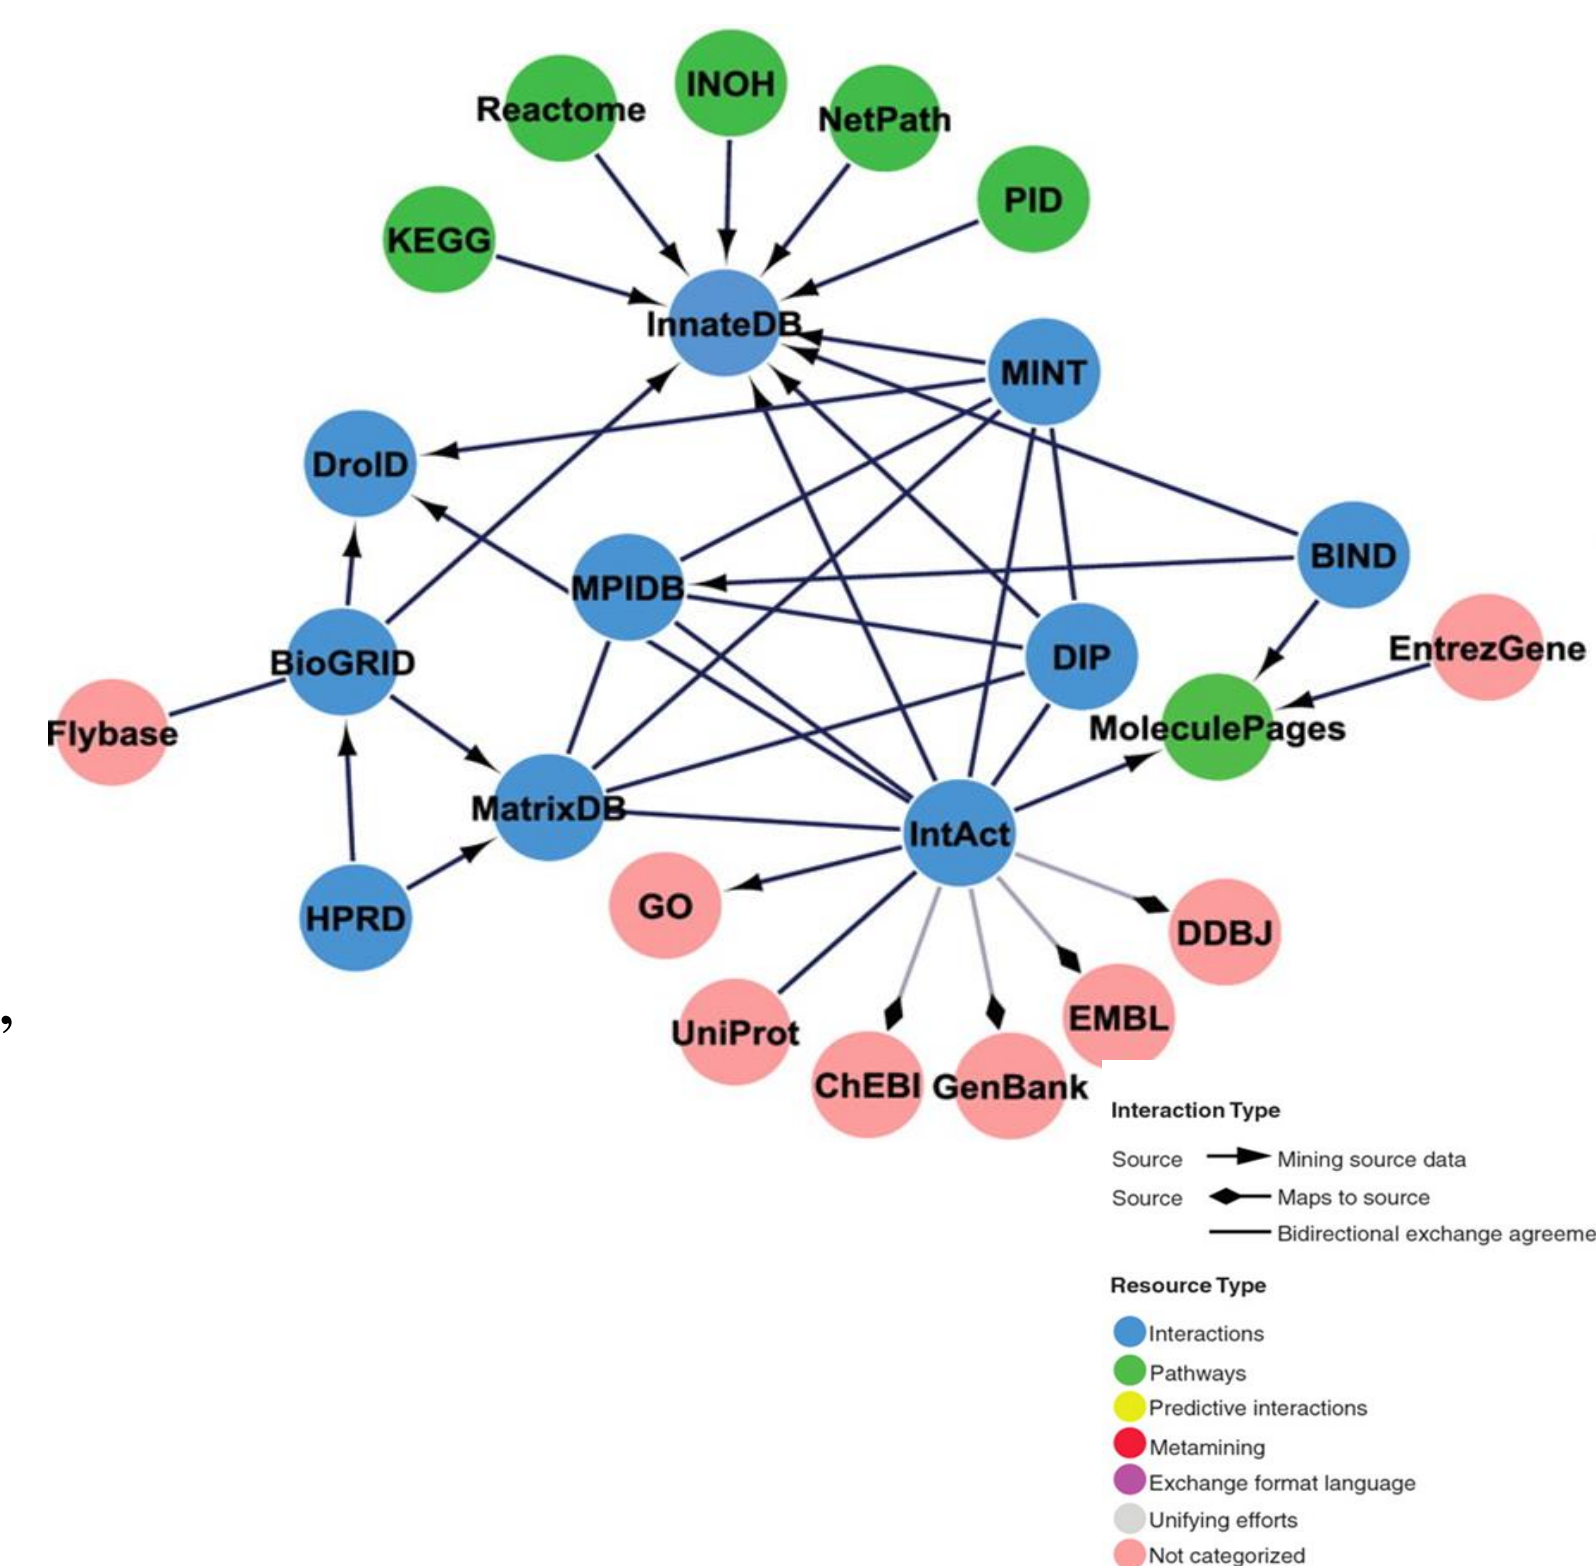 INOH
Reactome
NetPath
PID
KEGG
InnateDB
MINT
DroID
BIND
MPIDB
EntrezGene
DIP
BioGRID
MoleculePages
Flybase
MatrixDB
IntAct
GO
HPRD
DDBJ
EMBL
,
UniProt
ChEBI
GenBank
Interaction Type
Source Mining source data
Source Maps to source
Bidirectional exchange agreeme
Resource Type
Interactions
Pathways
Predictive interactions
Metamining
Exchange format language
Unifying efforts
Not categorized